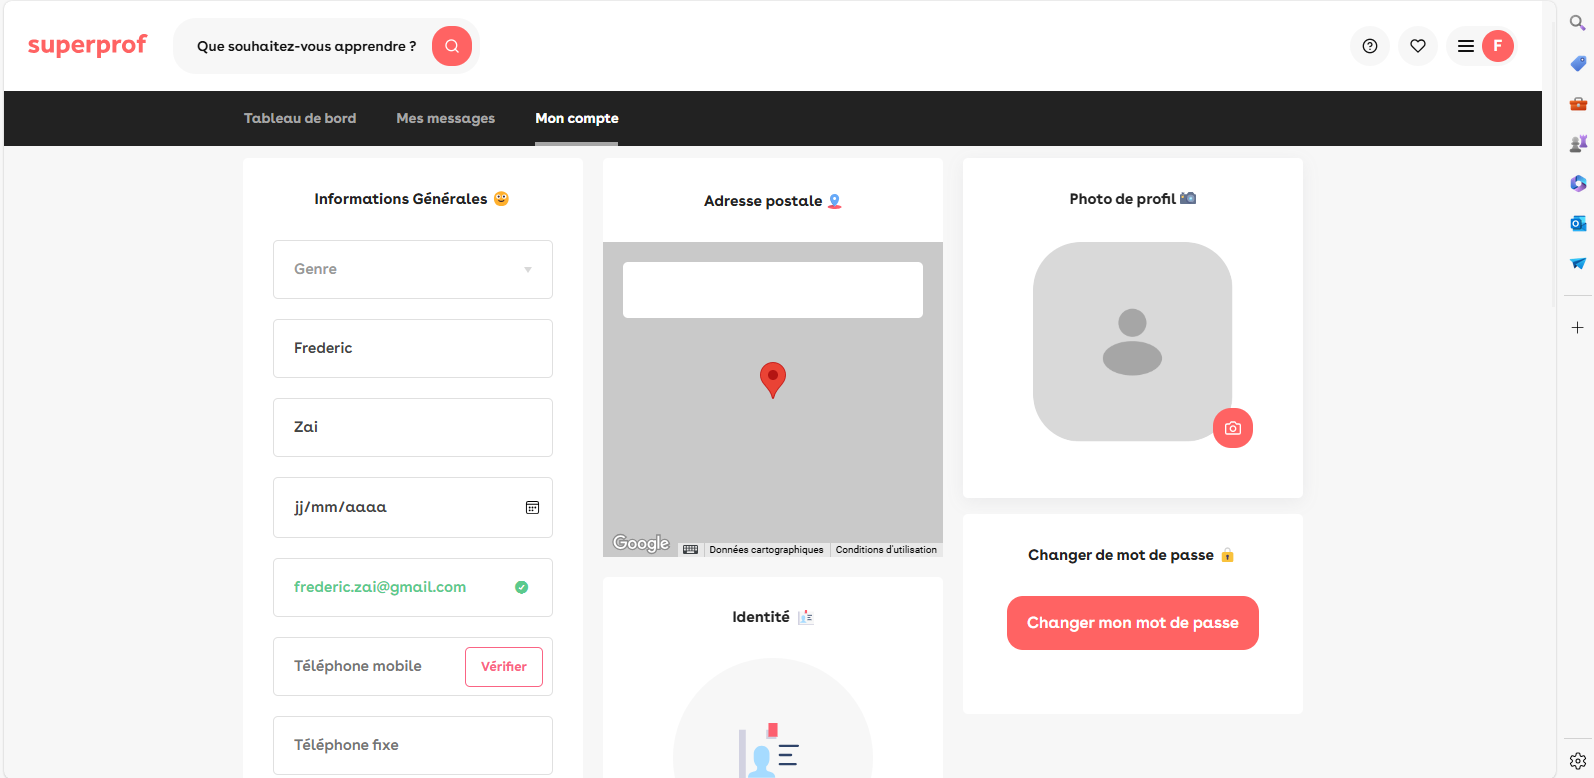 superprof
Que souhaitez-vous apprendre ?
F
Tableau de bord
Mes messages
Mon compte
Informations Générales
Genre
Frederic
Zai
jj/mm/aaaa
frederic.zai@gmail.com
Téléphone mobile
Vérifier
Téléphone fixe
Adresse postale
Google
Données cartographiques
Conditions d'utilisation
Identité
Photo de profil
Changer de mot de passe
Changer mon mot de passe